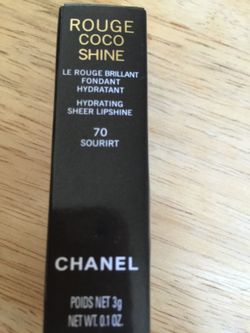 ROUGE
COCO
SHINE
LE ROUGE BRILLANT
FONDANT
HYDRATANT
HYDRATING
SHEER LIPSHINE
70
SOURIRT
CHANEL
POIDS NET 3g
NET WT. 0.1 OZ.